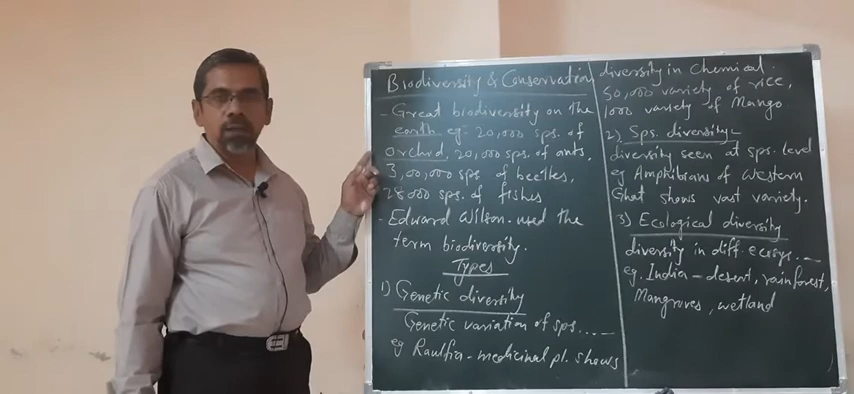 Biodiversity & Conservation
- Great biodiversity on the
earth. eg- 20,000 sps. of
orchid, 20,000 sps. of ants,
3,00,000 sps of beetles,
28000 sps. of fishes
- Edward Wilson. used the
term biodiversity.
Types
1) Genetic diversity
Genetic variation of sps.....
eg Raulfia - medicinal pl. shows
diversity in chemical.
50,000 variety of rice,
1000 variety of Mango
2) Sps. diversity-
diversity seen at sps. level
eg Amphibians of Western
Ghat shows vast variety.
3) Ecological diversity
diversity in diff. ecosys...
eg. India - desert, rainforest,
Mangroves, wetland